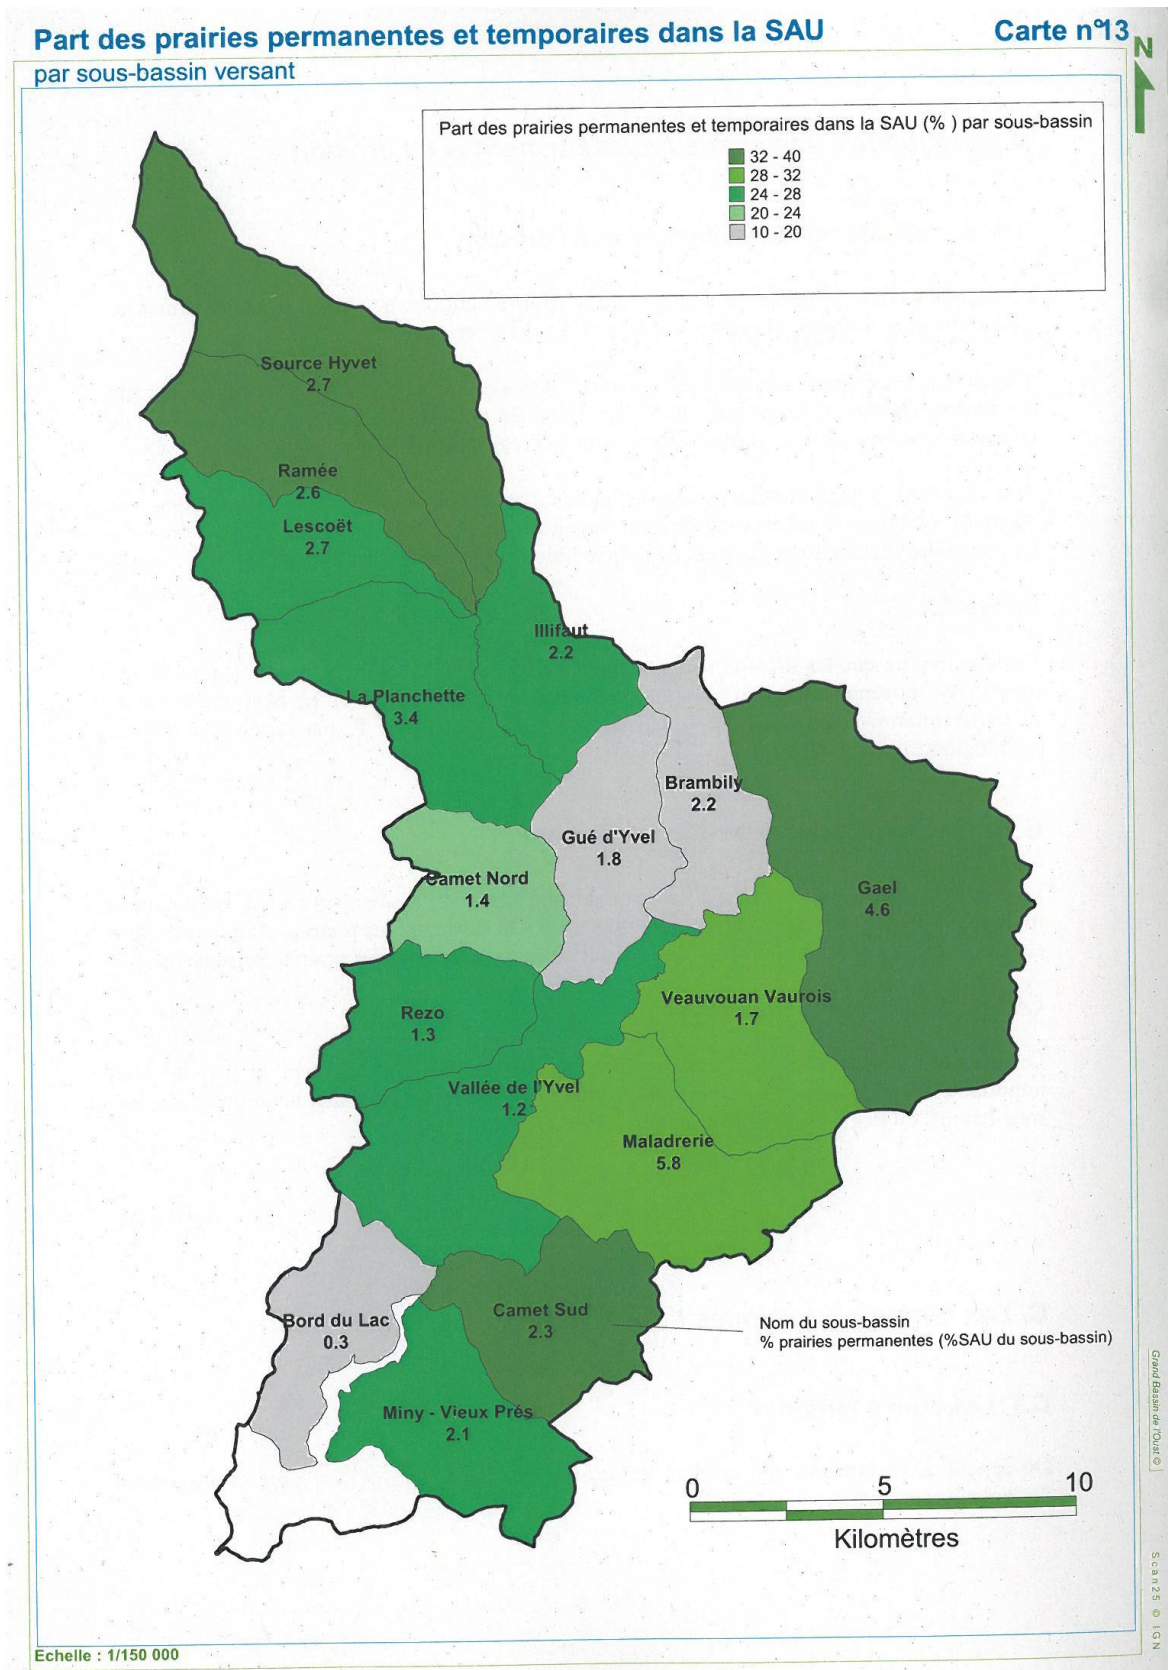 Part des prairies permanentes et temporaires dans la SAU
Carte n°13
par sous-bassin versant
N
Part des prairies permanentes et temporaires dans la SAU (% ) par sous-bassin
32 - 40
28 - 32
24 - 28
20 - 24
10 - 20
Source Hyvet
2.7
Ramée
2.6
Lescoët
2.7
Illifaut
2.2
La Planchette
3.4
Brambily
2.2
Gué d'Yvel
1.8
Camet Nord
1.4
Gael
4.6
Veauvouan Vaurois
1.7
Rezo
1.3
Vallée de l'Yvel
1.2
Maladrerie
5.8
Camet Sud
2.3
Bord du Lac
0.3
Nom du sous-bassin
% prairies permanentes (%SAU du sous-bassin)
Miny - Vieux Prés
2.1
0 5 10
Kilomètres
Grand Bassin de l'Oust ©
Scan25 © IGN
Echelle : 1/150 000